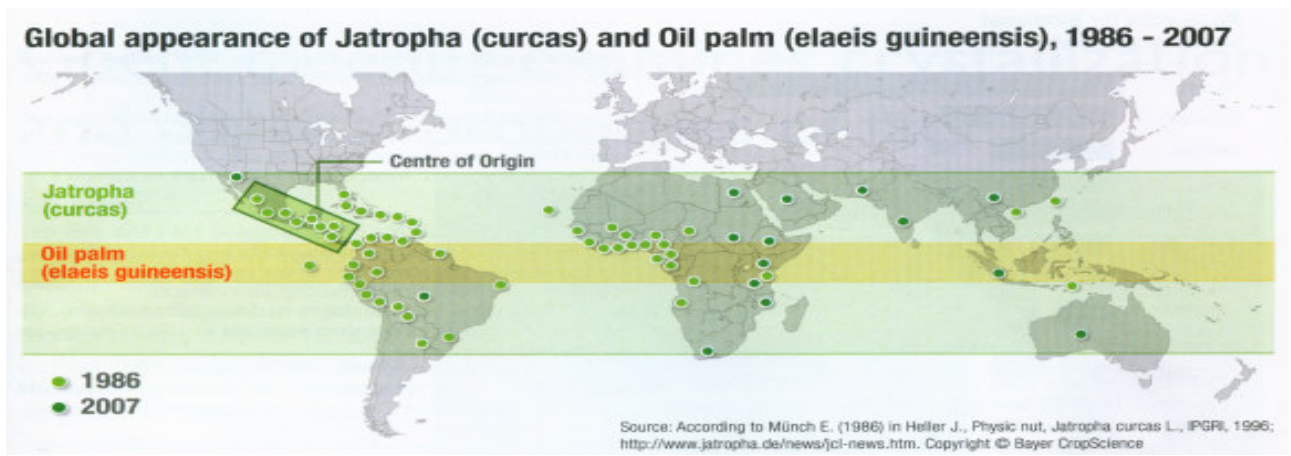 Global appearance of Jatropha (curcas) and Oil palm (elaeis guineensis), 1986 - 2007
Centre of Origin
Jatropha
(curcas)
Oil palm
(elaeis guineensis)
1986
2007
Source: According to Münch E. (1986) in Heller J., Physic nut, Jatropha curcas L., IPGRI, 1996;
http://www.jatropha.de/news/jcl-news.htm. Copyright © Bayer CropScience